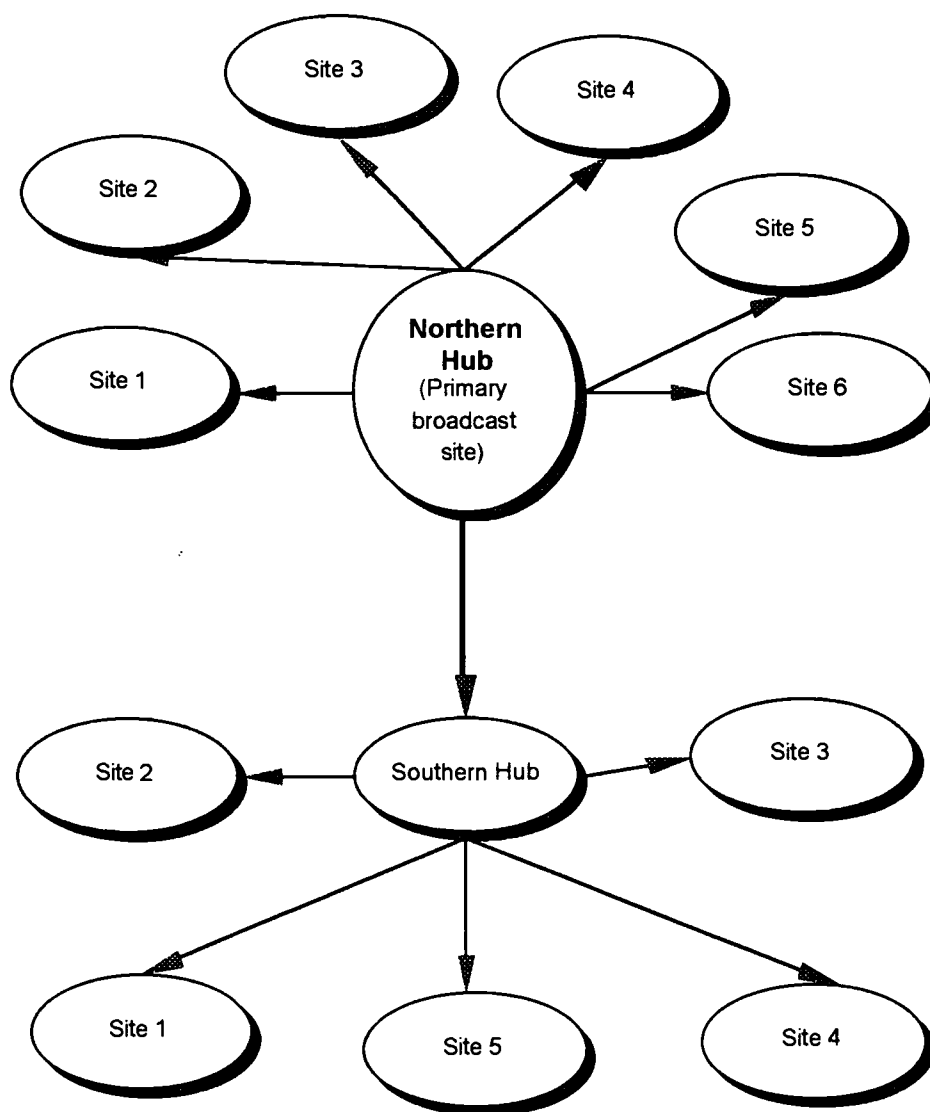 Site 3
Site 4
Site 2
Site 5
Northern
Hub
(Primary
broadcast
site)
Site 1
Site 6
Site 2
Southern Hub
Site 3
Site 1
Site 5
Site 4